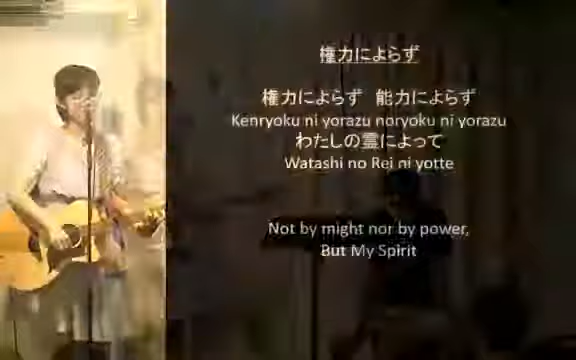 権力によらず
権力によらず 能力によらず
Kenryoku ni yorazu noryoku ni yorazu
わたしの霊によって
Watashi no Rei ni yotte
Not by might nor by power,
But My Spirit